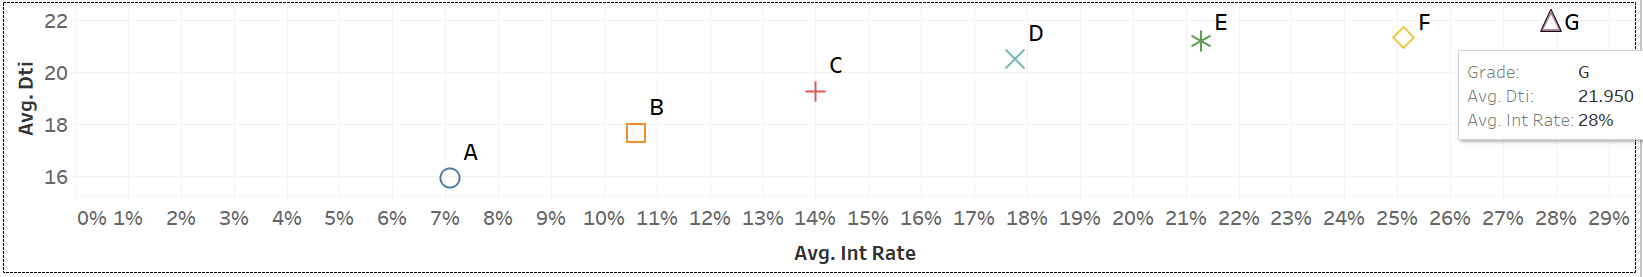 22
20
18
16
Avg. Dti
A
B
C
D
E
F
G
Grade: G
Avg. Dti: 21.950
Avg. Int Rate: 28%
0% 1% 2% 3% 4% 5% 6% 7% 8% 9% 10% 11% 12% 13% 14% 15% 16% 17% 18% 19% 20% 21% 22% 23% 24% 25% 26% 27% 28% 29%
Avg. Int Rate